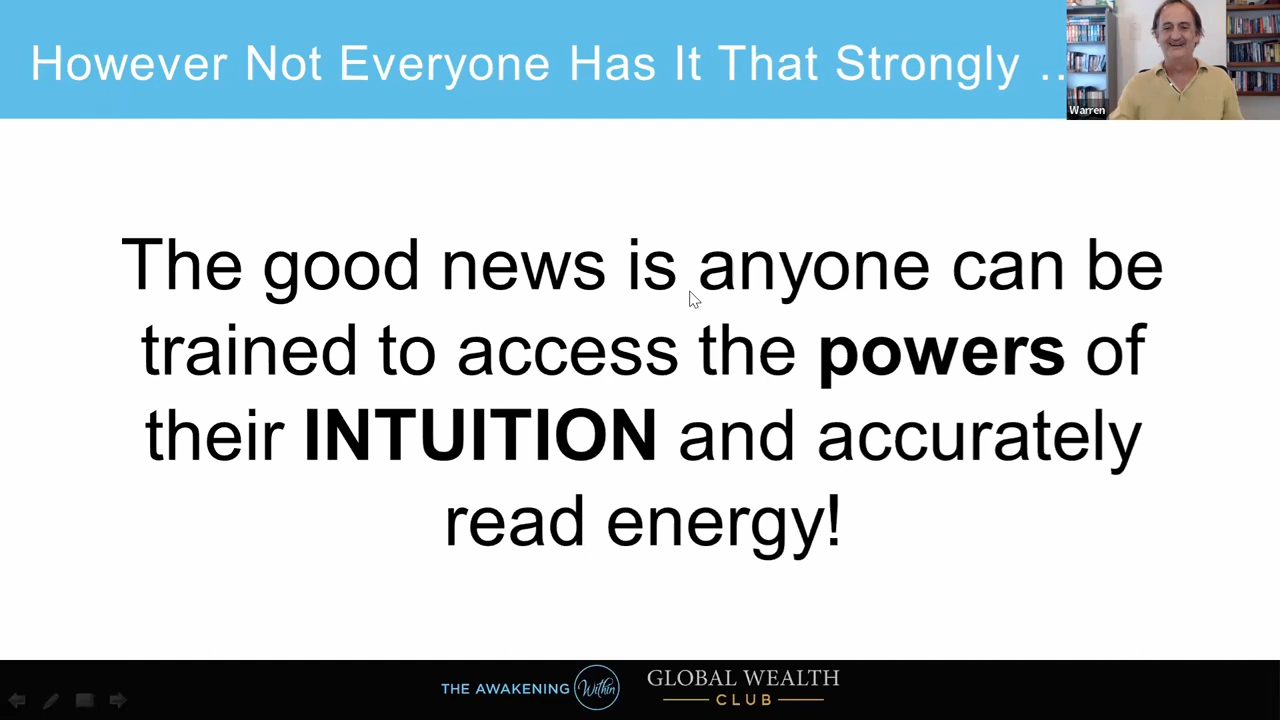 However Not Everyone Has It That Strongly ..
Warren
The good news is anyone can be
trained to access the powers of
their INTUITION and accurately
read energy!
THE AWAKENING Within
GLOBAL WEALTH
CLUB